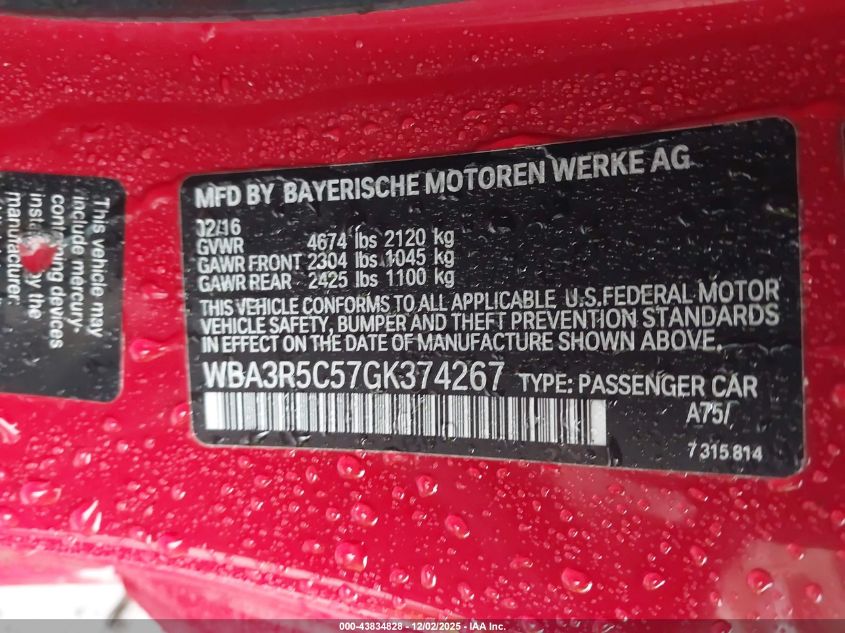 MFD BY BAYERISCHE MOTOREN WERKE AG
02/16
GVWR 4674 lbs 2120 kg
GAWR FRONT 2304 lbs 1045 kg
GAWR REAR 2425 lbs 1100 kg
THIS VEHICLE CONFORMS TO ALL APPLICABLE U.S.FEDERAL MOTOR
VEHICLE SAFETY, BUMPER AND THEFT PREVENTION STANDARDS
IN EFFECT ON THE DATE OF MANUFACTURE SHOWN ABOVE.
WBA3R5C57GK374267 TYPE: PASSENGER CAR
A75/
7 315 814
This vehicle may
include mercury-
containing devices
by the
manufacturer.
000-43834828 - 12/02/2025 - IAA Inc.